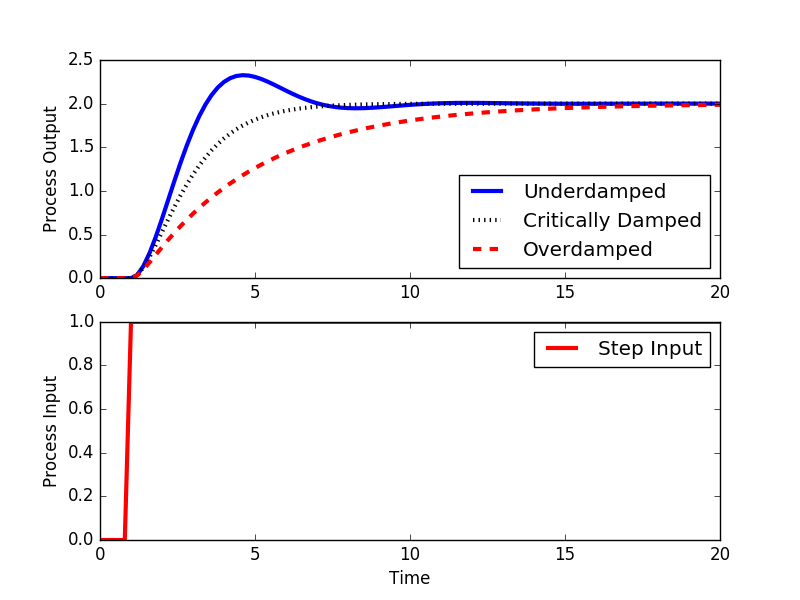 2.5
2.0
1.5
1.0
0.5
0.0
Process Output
Underdamped
Critically Damped
Overdamped
0 5 10 15 20
1.0
0.8
0.6
0.4
0.2
0.0
Process Input
Step Input
0 5 10 15 20
Time